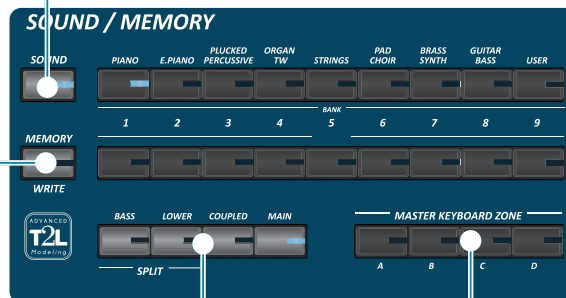 SOUND / MEMORY
SOUND
PIANO E.PIANO PLUCKED PERCUSSIVE ORGAN TW STRINGS PAD CHOIR BRASS SYNTH GUITAR BASS USER
BANK
1 2 3 4 5 6 7 8 9
MEMORY
WRITE
ADVANCED
T2L
Modeling
BASS LOWER COUPLED MAIN
SPLIT
MASTER KEYBOARD ZONE
A B C D